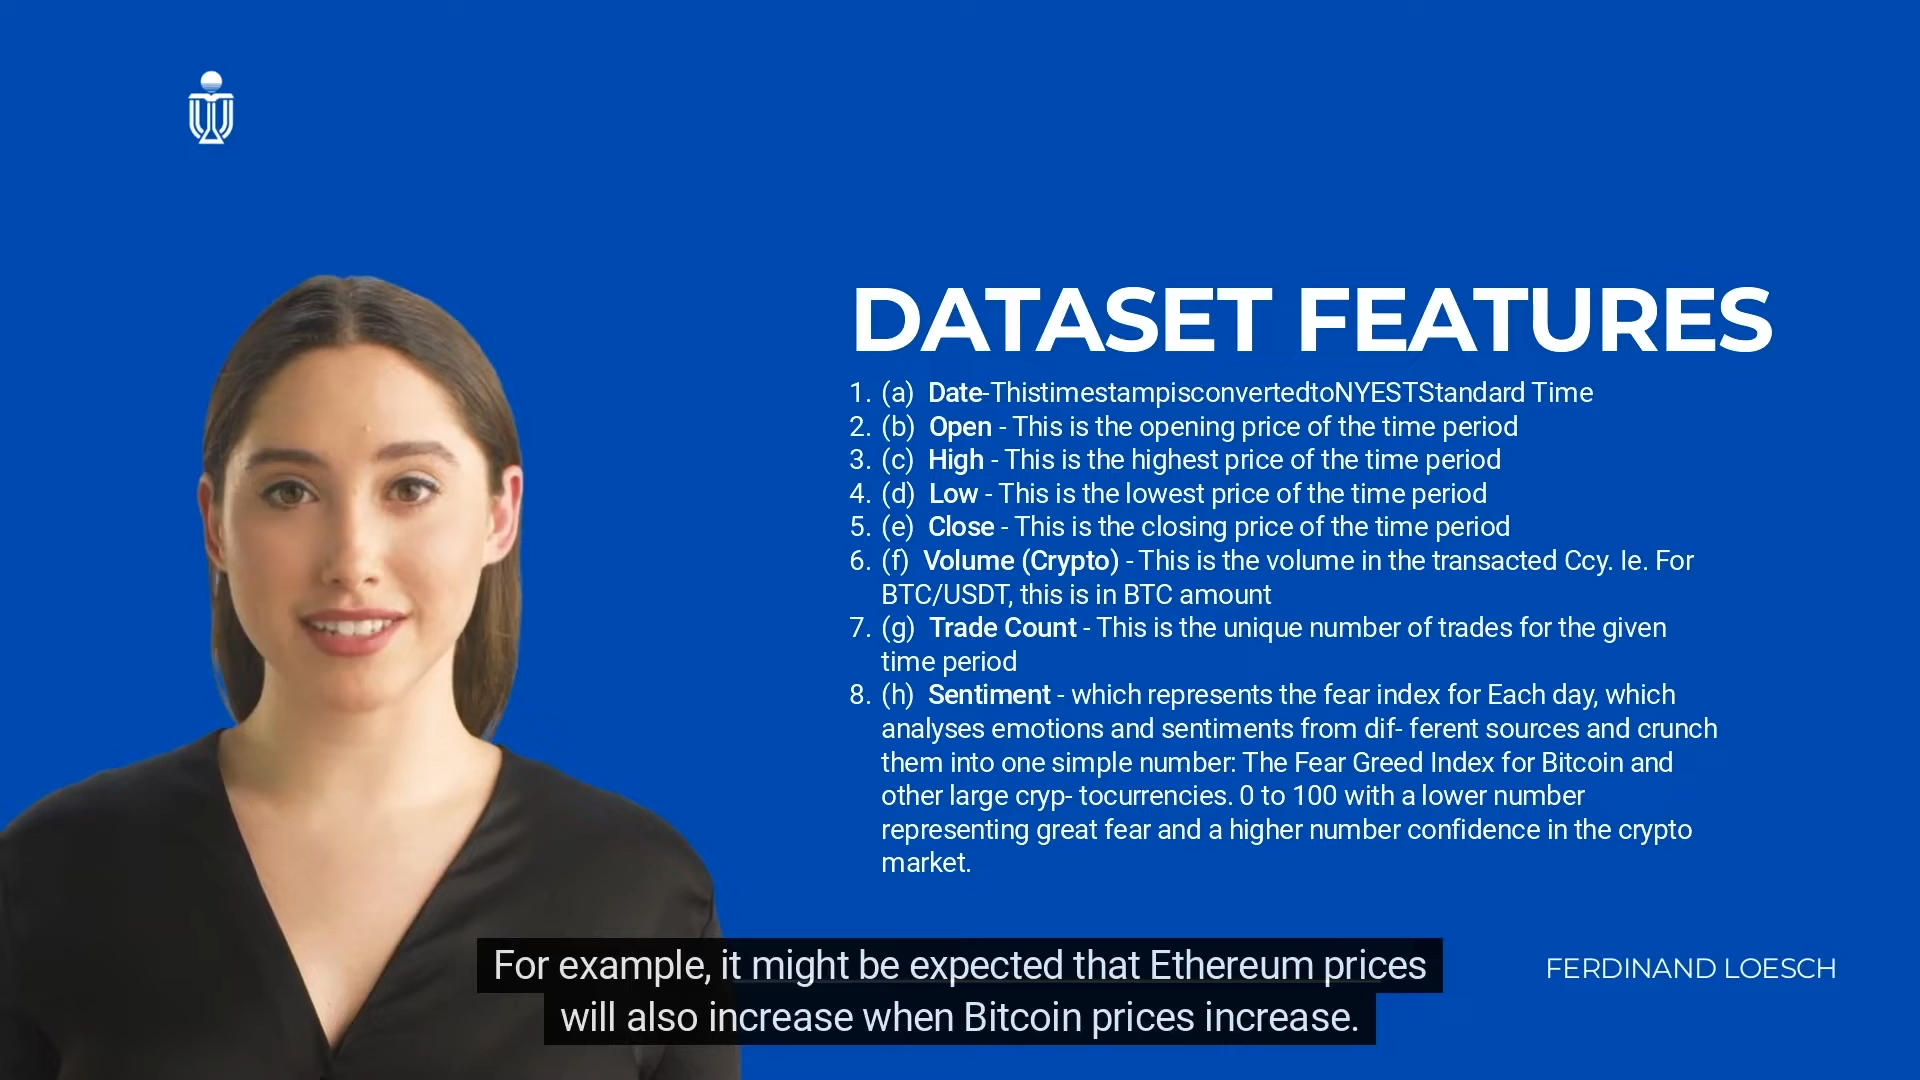 DATASET FEATURES
1. (a) Date-ThistimestampisconvertedtoNYESTStandard Time
2. (b) Open - This is the opening price of the time period
3. (c) High - This is the highest price of the time period
4. (d) Low - This is the lowest price of the time period
5. (e) Close - This is the closing price of the time period
6. (f) Volume (Crypto) - This is the volume in the transacted Ccy. Ie. For
BTC/USDT, this is in BTC amount
7. (g) Trade Count - This is the unique number of trades for the given
time period
8. (h) Sentiment - which represents the fear index for Each day, which
analyses emotions and sentiments from dif- ferent sources and crunch
them into one simple number: The Fear Greed Index for Bitcoin and
other large cryp- tocurrencies. 0 to 100 with a lower number
representing great fear and a higher number confidence in the crypto
market.
For example, it might be expected that Ethereum prices
will also increase when Bitcoin prices increase.
FERDINAND LOESCH